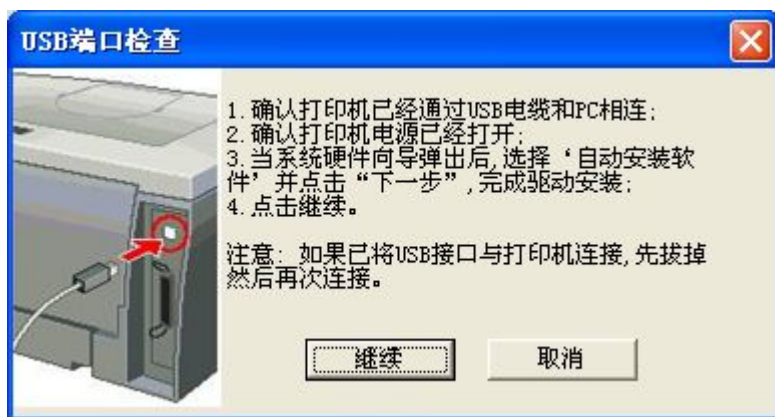 USB端口检查
1.确认打印机已经通过USB电缆和PC相连;
2.确认打印机电源已经打开;
3.当系统硬件向导弹出后,选择‘自动安装软
件’并点击“下一步”,完成驱动安装;
4.点击继续。
注意: 如果已将USB接口与打印机连接,先拔掉
然后再次连接。
继续
取消